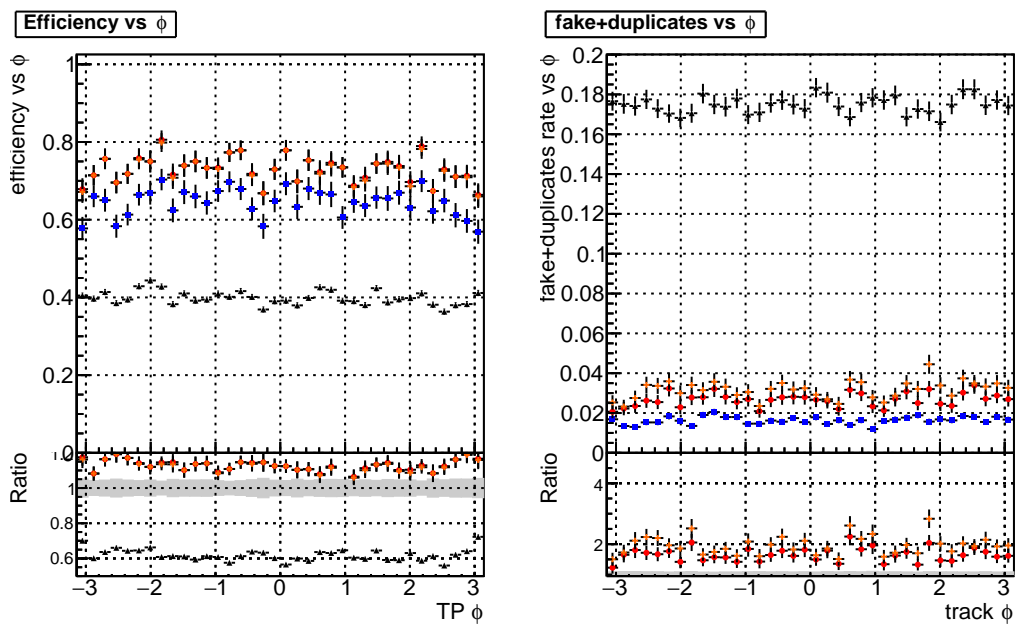 Efficiency vs ϕ
efficiency vs ϕ
1
0.8
0.6
0.4
0.2
0
Ratio
1
0.8
0.6
−3 −2 −1 0 1 2 3
TP ϕ
fake+duplicates vs ϕ
fake+duplicates rate vs ϕ
0.2
0.18
0.16
0.14
0.12
0.1
0.08
0.06
0.04
0.02
0
Ratio
4
2
−3 −2 −1 0 1 2 3
track ϕ